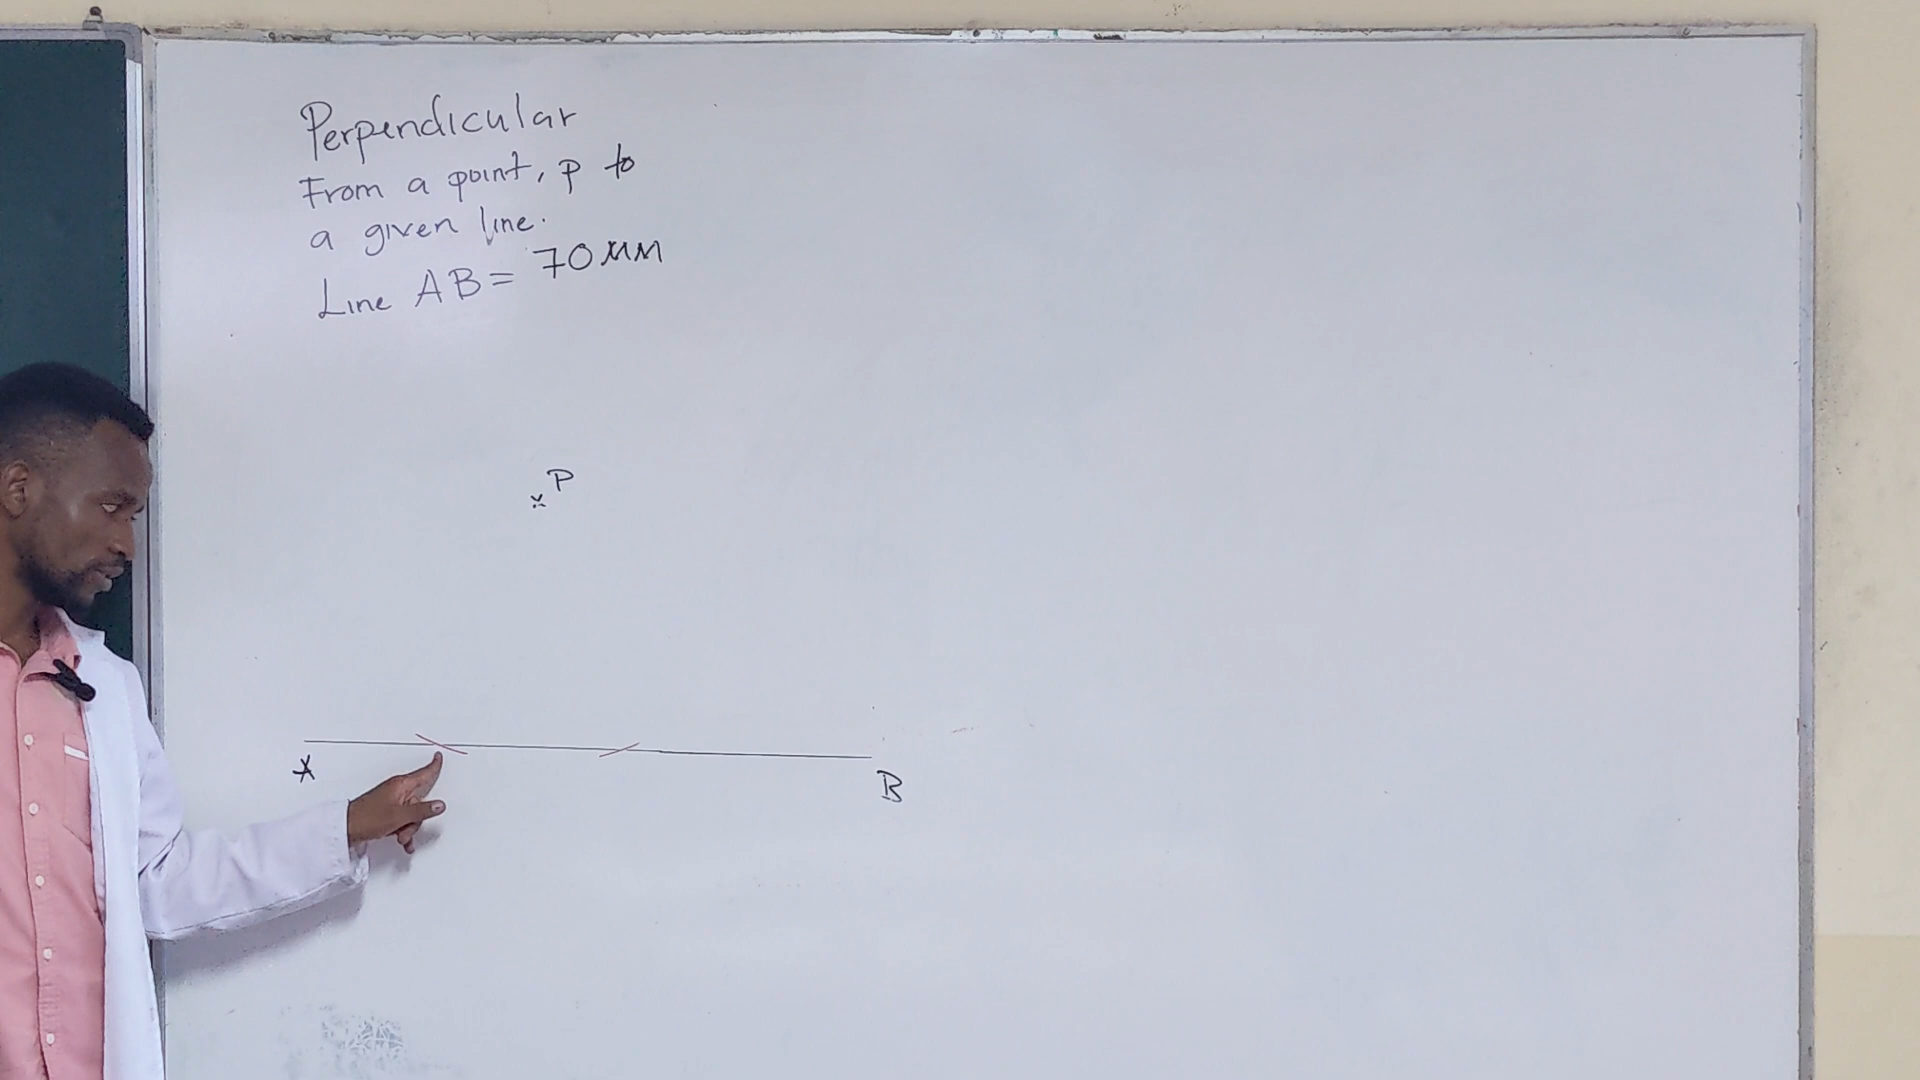 Perpendicular
From a point, P to
a given line.
Line AB = 70 mm
P
A
B